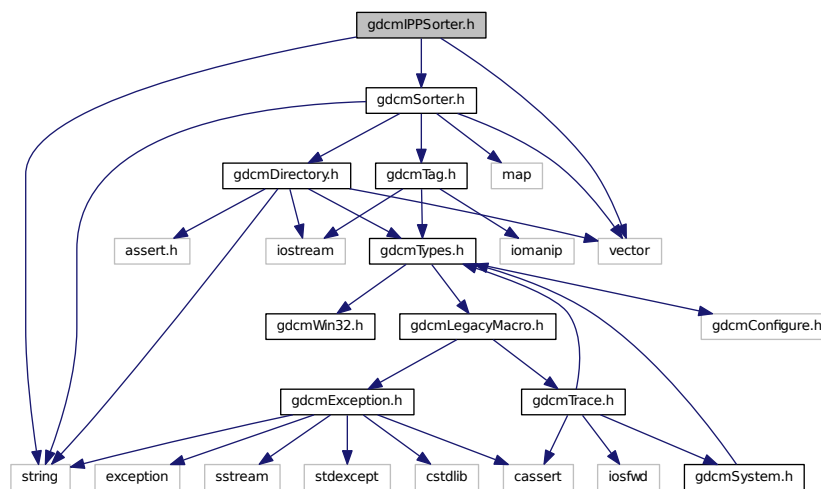 gdcmIPPSorter.h
gdcmSorter.h
gdcmDirectory.h
gdcmTag.h
map
assert.h
iostream
gdcmTypes.h
iomanip
vector
gdcmWin32.h
gdcmLegacyMacro.h
gdcmConfigure.h
gdcmException.h
gdcmTrace.h
string
exception
sstream
stdexcept
cstdlib
cassert
iosfwd
gdcmSystem.h